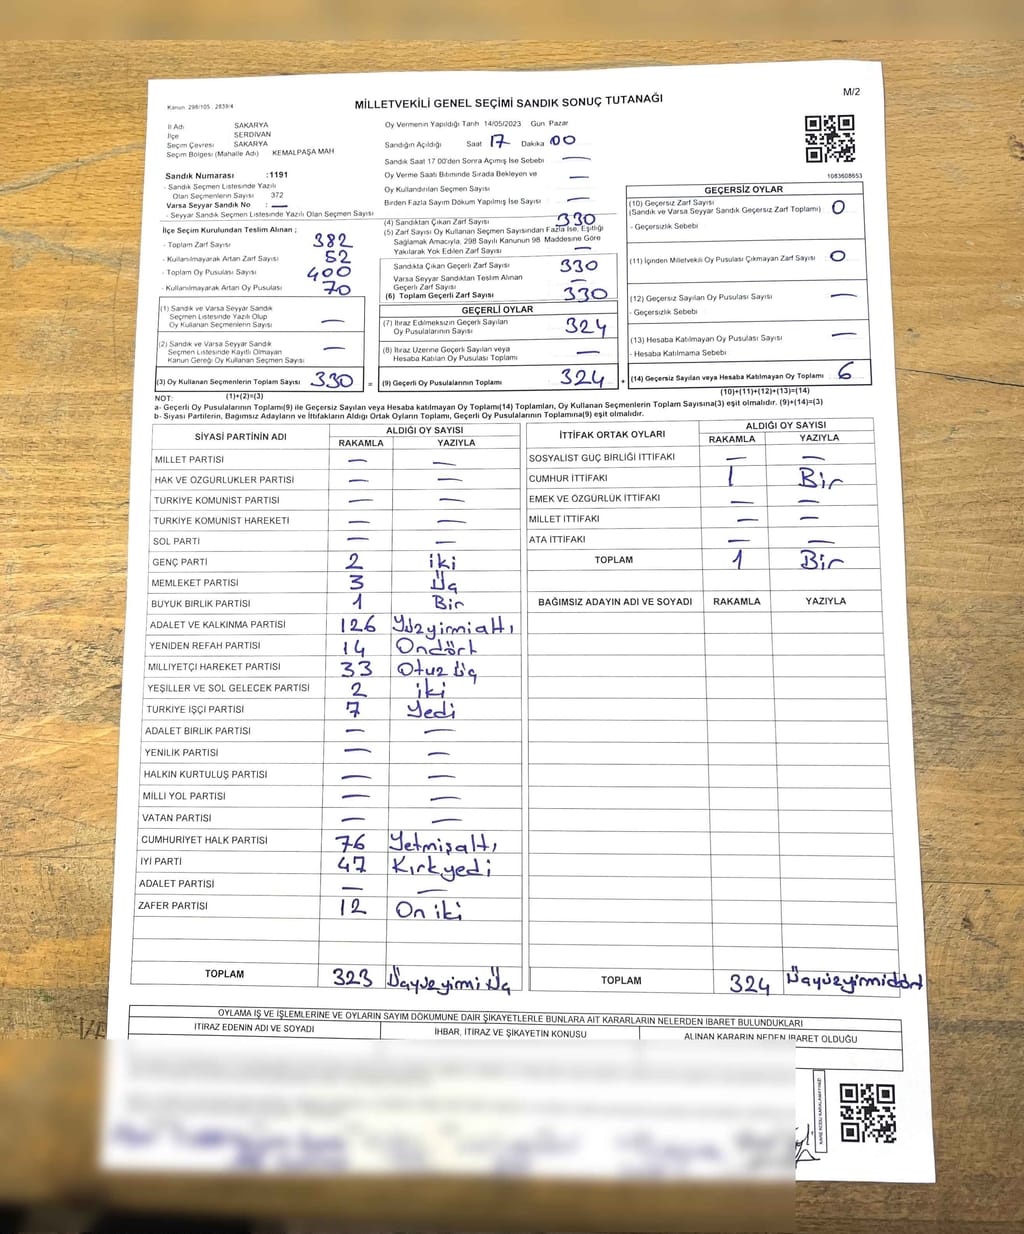 Kanun: 298/105 ; 2839/4
MİLLETVEKİLİ GENEL SEÇİMİ SANDIK SONUÇ TUTANAĞI
M/2
İl Adı SAKARYA
İlçe SERDİVAN
Seçim Çevresi SAKARYA
Seçim Bölgesi (Mahalle Adı) KEMALPAŞA MAH
Sandık Numarası :1191
- Sandık Seçmen Listesinde Yazılı
Olan Seçmenlerin Sayısı 372
Varsa Seyyar Sandık No : —
- Seyyar Sandık Seçmen Listesinde Yazılı Olan Seçmen Sayısı
Oy Vermenin Yapıldığı Tarih 14/05/2023 Gün Pazar
Sandığın Açıldığı Saat 17 Dakika 00
Sandık Saat 17.00'den Sonra Açımış İse Sebebi —
Oy Verme Saati Bitiminde Sırada Bekleyen ve
Oy Kullandırılan Seçmen Sayısı —
Birden Fazla Sayım Döküm Yapılmış İse Sayısı —
1083608653
İlçe Seçim Kurulundan Teslim Alınan ;
- Toplam Zarf Sayısı 382
- Kullanılmayarak Artan Zarf Sayısı 52
- Toplam Oy Pusulası Sayısı 400
- Kullanılmayarak Artan Oy Pusulası 70
(1) Sandık ve Varsa Seyyar Sandık
Seçmen Listesinde Yazılı Olup
Oy Kullanan Seçmenlerin Sayısı —
(2) Sandık ve Varsa Seyyar Sandık
Seçmen Listesinde Kayıtlı Olmayan
Kanun Gereği Oy Kullanan Seçmen Sayısı —
(3) Oy Kullanan Seçmenlerin Toplam Sayısı 330 =
(1)+(2)=(3)
(4) Sandıktan Çıkan Zarf Sayısı 330
(5) Zarf Sayısı Oy Kullanan Seçmen Sayısından Fazla İse, Eşitliği
Sağlamak Amacıyla, 298 Sayılı Kanunun 98. Maddesine Göre
Yakılarak Yok Edilen Zarf Sayısı —
Sandıkta Çıkan Geçerli Zarf Sayısı 330
Varsa Seyyar Sandıktan Teslim Alınan
Geçerli Zarf Sayısı —
(6) Toplam Geçerli Zarf Sayısı 330
GEÇERLİ OYLAR
(7) İtiraz Edilmeksizin Geçerli Sayılan
Oy Pusulalarının Sayısı 324
(8) İtiraz Üzerine Geçerli Sayılan veya
Hesaba Katılan Oy Pusulası Toplamı —
(9) Geçerli Oy Pusulalarının Toplamı 324 +
GEÇERSİZ OYLAR
(10) Geçersiz Zarf Sayısı
(Sandık ve Varsa Seyyar Sandık Geçersiz Zarf Toplamı) 0
- Geçersizlik Sebebi
(11) İçinden Milletvekili Oy Pusulası Çıkmayan Zarf Sayısı 0
(12) Geçersiz Sayılan Oy Pusulası Sayısı —
- Geçersizlik Sebebi
(13) Hesaba Katılmayan Oy Pusulası Sayısı —
- Hesaba Katılmama Sebebi
(14) Geçersiz Sayılan veya Hesaba Katılmayan Oy Toplamı 6
(10)+(11)+(12)+(13)=(14)
NOT:
a- Geçerli Oy Pusulalarının Toplamı(9) ile Geçersiz Sayılan veya Hesaba katılmayan Oy Toplamı(14) Toplamları, Oy Kullanan Seçmenlerin Toplam Sayısına(3) eşit olmalıdır. (9)+(14)=(3)
b- Siyasi Partilerin, Bağımsız Adayların ve İttifakların Aldığı Ortak Oyların Toplamı, Geçerli Oy Pusulalarının Toplamına(9) eşit olmalıdır.
SİYASİ PARTİNİN ADI ALDIĞI OY SAYISI
RAKAMLA YAZIYLA
MİLLET PARTİSİ — —
HAK VE ÖZGÜRLÜKLER PARTİSİ — —
TÜRKİYE KOMÜNİST PARTİSİ — —
TÜRKİYE KOMÜNİST HAREKETİ — —
SOL PARTİ — —
GENÇ PARTİ 2 iki
MEMLEKET PARTİSİ 3 Üç
BÜYÜK BİRLİK PARTİSİ 1 Bir
ADALET VE KALKINMA PARTİSİ 126 Yüzyirmialtı
YENİDEN REFAH PARTİSİ 14 Ondört
MİLLİYETÇİ HAREKET PARTİSİ 33 Otuz üç
YEŞİLLER VE SOL GELECEK PARTİSİ 2 iki
TÜRKİYE İŞÇİ PARTİSİ 7 Yedi
ADALET BİRLİK PARTİSİ — —
YENİLİK PARTİSİ — —
HALKIN KURTULUŞ PARTİSİ — —
MİLLİ YOL PARTİSİ — —
VATAN PARTİSİ — —
CUMHURİYET HALK PARTİSİ 76 Yetmişaltı
İYİ PARTİ 47 Kırkyedi
ADALET PARTİSİ — —
ZAFER PARTİSİ 12 On iki
TOPLAM 323 Üçyüzyirmi Üç
İTTİFAK ORTAK OYLARI ALDIĞI OY SAYISI
RAKAMLA YAZIYLA
SOSYALİST GÜÇ BİRLİĞİ İTTİFAKI — —
CUMHUR İTTİFAKI 1 Bir
EMEK VE ÖZGÜRLÜK İTTİFAKI — —
MİLLET İTTİFAKI — —
ATA İTTİFAKI — —
TOPLAM 1 Bir
BAĞIMSIZ ADAYIN ADI VE SOYADI RAKAMLA YAZIYLA
TOPLAM 324 Üçyüzyirmidört
OYLAMA İŞ VE İŞLEMLERİNE VE OYLARIN SAYIM DÖKÜMÜNE DAİR ŞİKAYETLERLE BUNLARA AİT KARARLARIN NELERDEN İBARET BULUNDUKLARI
İTİRAZ EDENİN ADI VE SOYADI İHBAR, İTİRAZ VE ŞİKAYETİN KONUSU ALINAN KARARIN NEDEN İBARET OLDUĞU